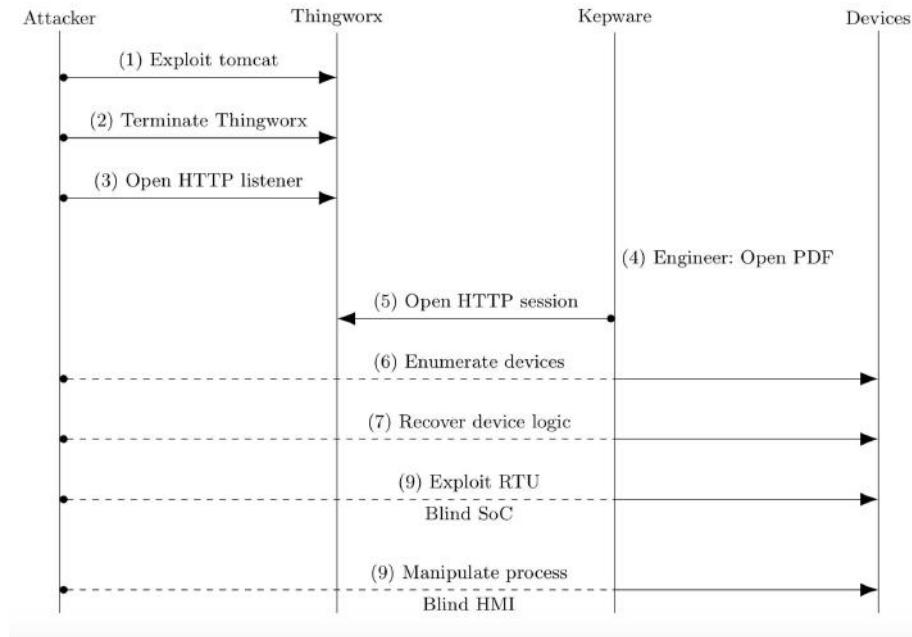 Attacker Thingworx Kepware Devices
(1) Exploit tomcat
(2) Terminate Thingworx
(3) Open HTTP listener
(4) Engineer: Open PDF
(5) Open HTTP session
(6) Enumerate devices
(7) Recover device logic
(9) Exploit RTU
Blind SoC
(9) Manipulate process
Blind HMI